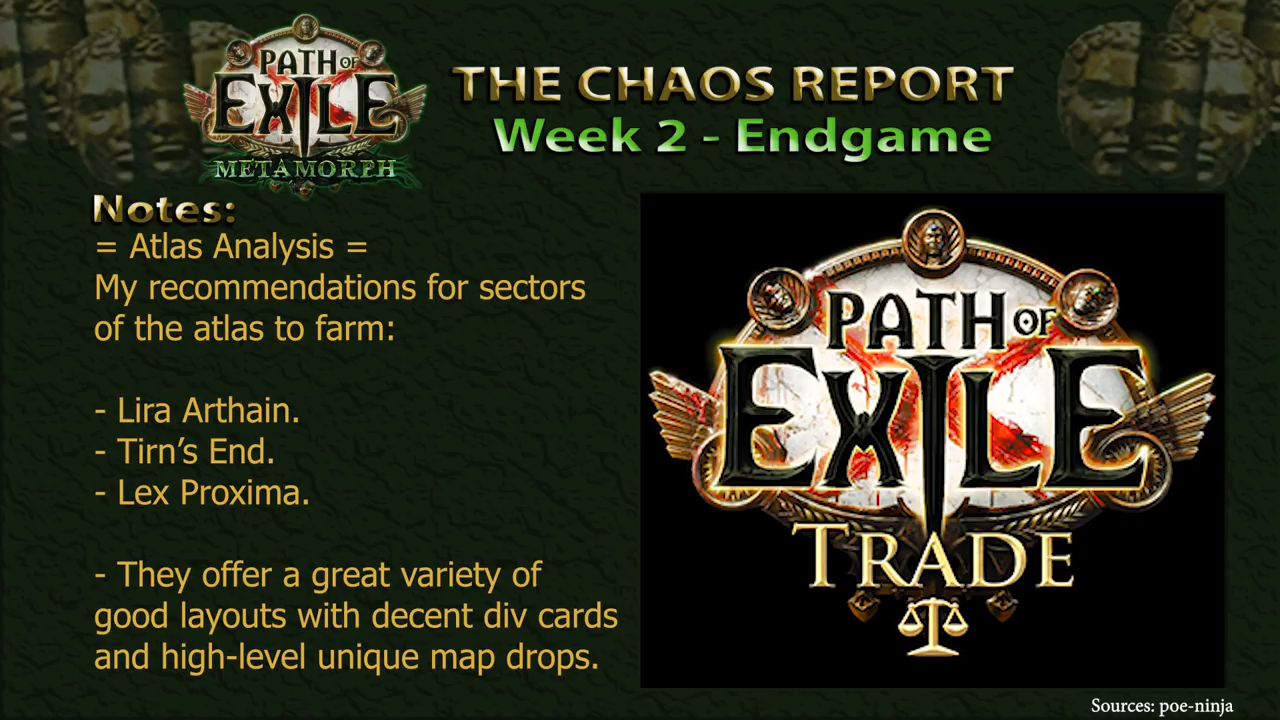 PATH OF
EXILE
METAMORPH
THE CHAOS REPORT
Week 2 - Endgame
Notes:
= Atlas Analysis =
My recommendations for sectors
of the atlas to farm:
- Lira Arthain.
- Tirn’s End.
- Lex Proxima.
- They offer a great variety of
good layouts with decent div cards
and high-level unique map drops.
PATH OF
EXILE
TRADE
Sources: poe-ninja